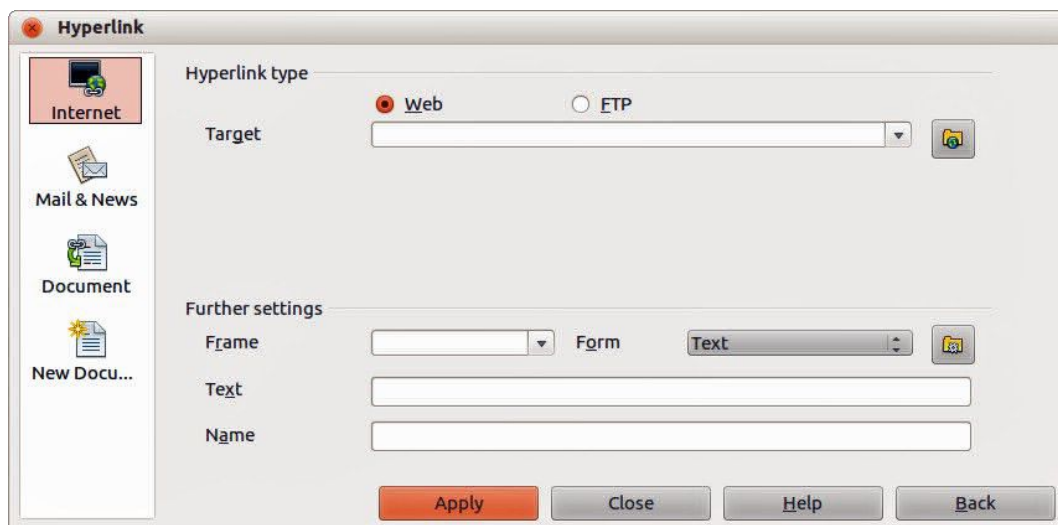 Hyperlink
Internet
Mail & News
Document
New Docu...
Hyperlink type
Web FTP
Target
Further settings
Frame Form Text
Text
Name
Apply Close Help Back